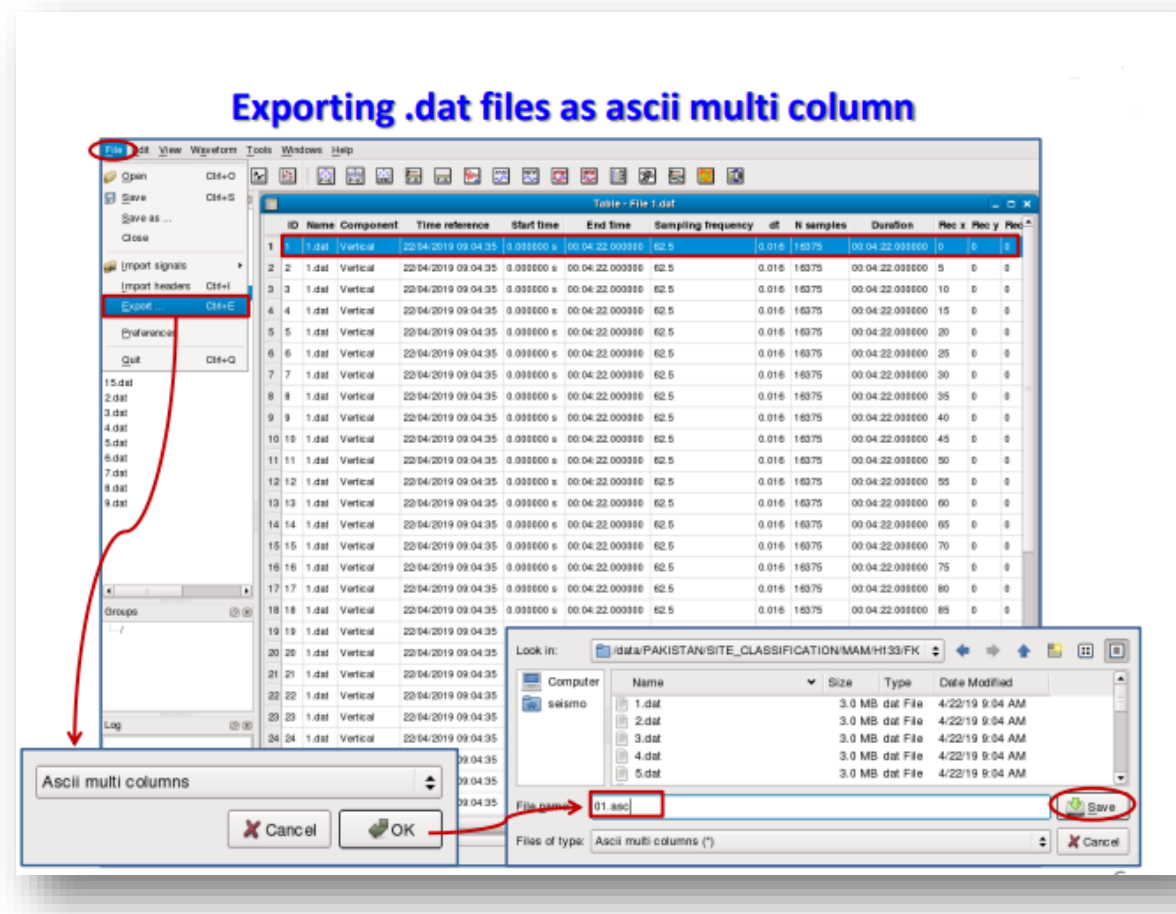 Exporting .dat files as ascii multi column
File Edit View Waveform Tools Windows Help
Open Ctrl+O
Save Ctrl+S
Save as ...
Close
Import signals
Import headers Ctrl+I
Export ... Ctrl+E
Preferences
Quit Ctrl+Q
15.dat
2.dat
3.dat
4.dat
5.dat
6.dat
7.dat
8.dat
9.dat
Groups
/
Log
Table - File 1.dat
ID Name Component Time reference Start time End time Sampling frequency dt N samples Duration Rec x Rec y Rec
1 1 1.dat Vertical 22/04/2019 09:04:35 0.000000 s 00:04:22.000000 62.5 0.016 16375 00:04:22.000000 0 0 0
2 2 1.dat Vertical 22/04/2019 09:04:35 0.000000 s 00:04:22.000000 62.5 0.016 16375 00:04:22.000000 5 0 0
3 3 1.dat Vertical 22/04/2019 09:04:35 0.000000 s 00:04:22.000000 62.5 0.016 16375 00:04:22.000000 10 0 0
4 4 1.dat Vertical 22/04/2019 09:04:35 0.000000 s 00:04:22.000000 62.5 0.016 16375 00:04:22.000000 15 0 0
5 5 1.dat Vertical 22/04/2019 09:04:35 0.000000 s 00:04:22.000000 62.5 0.016 16375 00:04:22.000000 20 0 0
6 6 1.dat Vertical 22/04/2019 09:04:35 0.000000 s 00:04:22.000000 62.5 0.016 16375 00:04:22.000000 25 0 0
7 7 1.dat Vertical 22/04/2019 09:04:35 0.000000 s 00:04:22.000000 62.5 0.016 16375 00:04:22.000000 30 0 0
8 8 1.dat Vertical 22/04/2019 09:04:35 0.000000 s 00:04:22.000000 62.5 0.016 16375 00:04:22.000000 35 0 0
9 9 1.dat Vertical 22/04/2019 09:04:35 0.000000 s 00:04:22.000000 62.5 0.016 16375 00:04:22.000000 40 0 0
10 10 1.dat Vertical 22/04/2019 09:04:35 0.000000 s 00:04:22.000000 62.5 0.016 16375 00:04:22.000000 45 0 0
11 11 1.dat Vertical 22/04/2019 09:04:35 0.000000 s 00:04:22.000000 62.5 0.016 16375 00:04:22.000000 50 0 0
12 12 1.dat Vertical 22/04/2019 09:04:35 0.000000 s 00:04:22.000000 62.5 0.016 16375 00:04:22.000000 55 0 0
13 13 1.dat Vertical 22/04/2019 09:04:35 0.000000 s 00:04:22.000000 62.5 0.016 16375 00:04:22.000000 60 0 0
14 14 1.dat Vertical 22/04/2019 09:04:35 0.000000 s 00:04:22.000000 62.5 0.016 16375 00:04:22.000000 65 0 0
15 15 1.dat Vertical 22/04/2019 09:04:35 0.000000 s 00:04:22.000000 62.5 0.016 16375 00:04:22.000000 70 0 0
16 16 1.dat Vertical 22/04/2019 09:04:35 0.000000 s 00:04:22.000000 62.5 0.016 16375 00:04:22.000000 75 0 0
17 17 1.dat Vertical 22/04/2019 09:04:35 0.000000 s 00:04:22.000000 62.5 0.016 16375 00:04:22.000000 80 0 0
18 18 1.dat Vertical 22/04/2019 09:04:35 0.000000 s 00:04:22.000000 62.5 0.016 16375 00:04:22.000000 85 0 0
19 19 1.dat Vertical 22/04/2019 09:04:35
20 20 1.dat Vertical 22/04/2019 09:04:35
21 21 1.dat Vertical 22/04/2019 09:04:35
22 22 1.dat Vertical 22/04/2019 09:04:35
23 23 1.dat Vertical 22/04/2019 09:04:35
24 24 1.dat Vertical 22/04/2019 09:04:35
09:04:35
09:04:35
09:04:35
Ascii multi columns
Cancel OK
Look in: /data/PAKISTAN/SITE_CLASSIFICATION/MAM/H133/FK
Computer
seismo
Name Size Type Date Modified
1.dat 3.0 MB dat File 4/22/19 9:04 AM
2.dat 3.0 MB dat File 4/22/19 9:04 AM
3.dat 3.0 MB dat File 4/22/19 9:04 AM
4.dat 3.0 MB dat File 4/22/19 9:04 AM
5.dat 3.0 MB dat File 4/22/19 9:04 AM
File name: 01.asc Save
Files of type: Ascii multi columns (*) Cancel